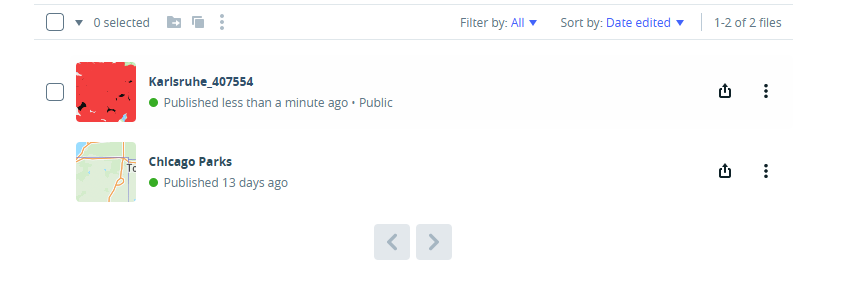 0 selected Filter by: All Sort by: Date edited 1-2 of 2 files
Karlsruhe_407554
Published less than a minute ago • Public
Chicago Parks
Published 13 days ago
To